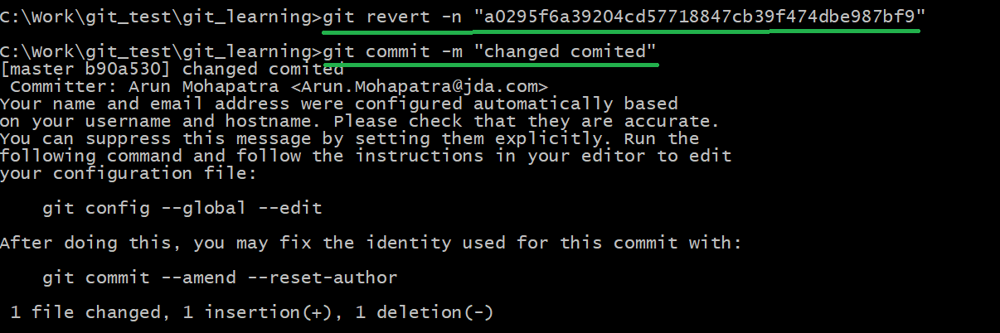 C:\Work\git_test\git_learning>git revert -n "a0295f6a39204cd57718847cb39f474dbe987bf9"
C:\Work\git_test\git_learning>git commit -m "changed comited"
[master b90a530] changed comited
 Committer: Arun Mohapatra <Arun.Mohapatra@jda.com>
Your name and email address were configured automatically based
on your username and hostname. Please check that they are accurate.
You can suppress this message by setting them explicitly. Run the
following command and follow the instructions in your editor to edit
your configuration file:
    git config --global --edit
After doing this, you may fix the identity used for this commit with:
    git commit --amend --reset-author
 1 file changed, 1 insertion(+), 1 deletion(-)